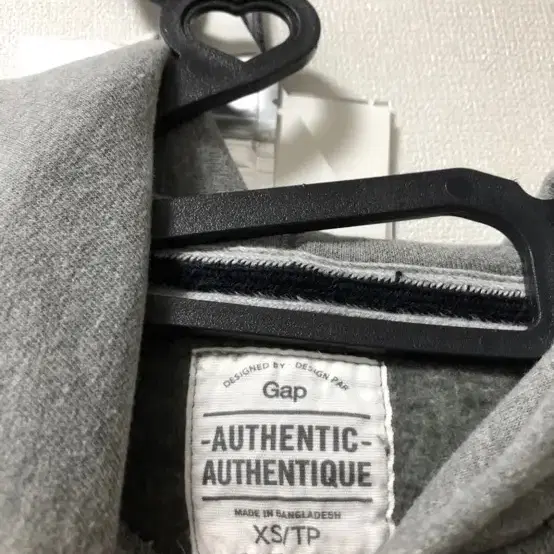 DESIGNED BY DESIGN PAR
Gap
-AUTHENTIC-
AUTHENTIQUE
MADE IN BANGLADESH
XS/TP